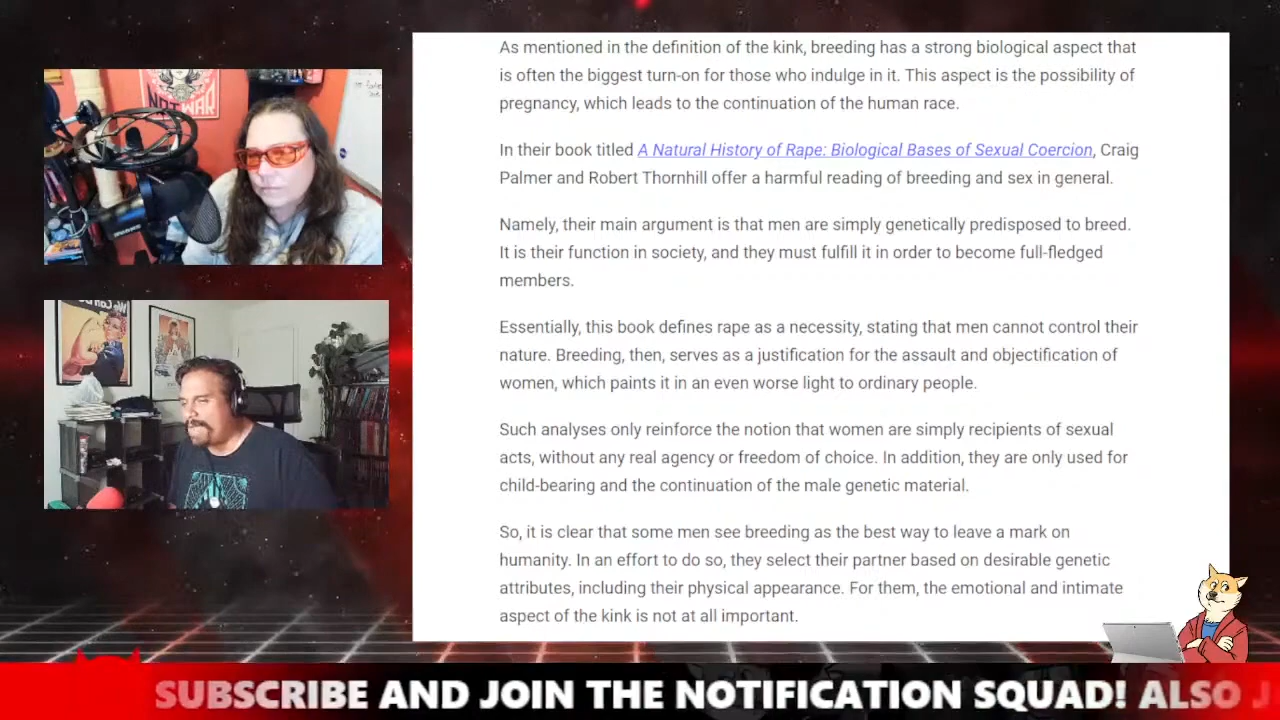 NOT WAR
We Can Do
As mentioned in the definition of the kink, breeding has a strong biological aspect that
is often the biggest turn-on for those who indulge in it. This aspect is the possibility of
pregnancy, which leads to the continuation of the human race.
In their book titled A Natural History of Rape: Biological Bases of Sexual Coercion, Craig
Palmer and Robert Thornhill offer a harmful reading of breeding and sex in general.
Namely, their main argument is that men are simply genetically predisposed to breed.
It is their function in society, and they must fulfill it in order to become full-fledged
members.
Essentially, this book defines rape as a necessity, stating that men cannot control their
nature. Breeding, then, serves as a justification for the assault and objectification of
women, which paints it in an even worse light to ordinary people.
Such analyses only reinforce the notion that women are simply recipients of sexual
acts, without any real agency or freedom of choice. In addition, they are only used for
child-bearing and the continuation of the male genetic material.
So, it is clear that some men see breeding as the best way to leave a mark on
humanity. In an effort to do so, they select their partner based on desirable genetic
attributes, including their physical appearance. For them, the emotional and intimate
aspect of the kink is not at all important.
SUBSCRIBE AND JOIN THE NOTIFICATION SQUAD! ALSO J